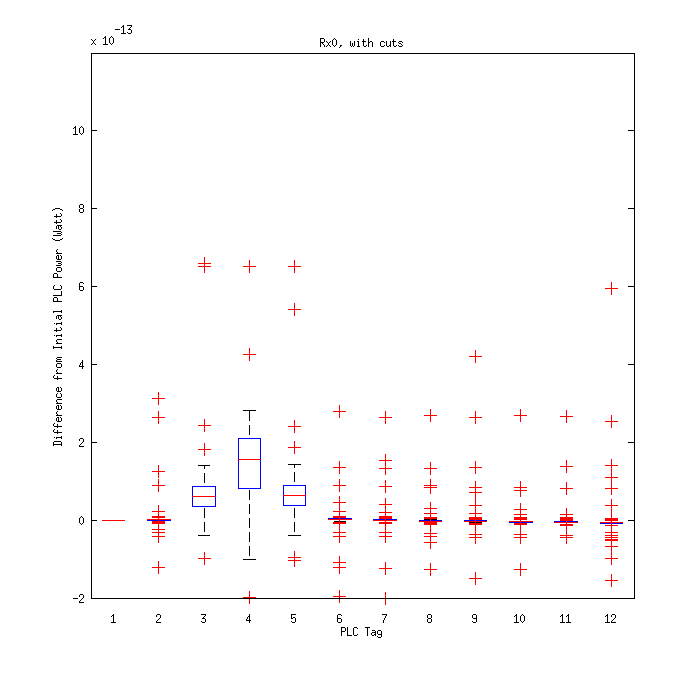 x 10^-13
Rx0, with cuts
10
8
6
4
2
0
-2
Difference from Initial PLC Power (Watt)
1 2 3 4 5 6 7 8 9 10 11 12
PLC Tag